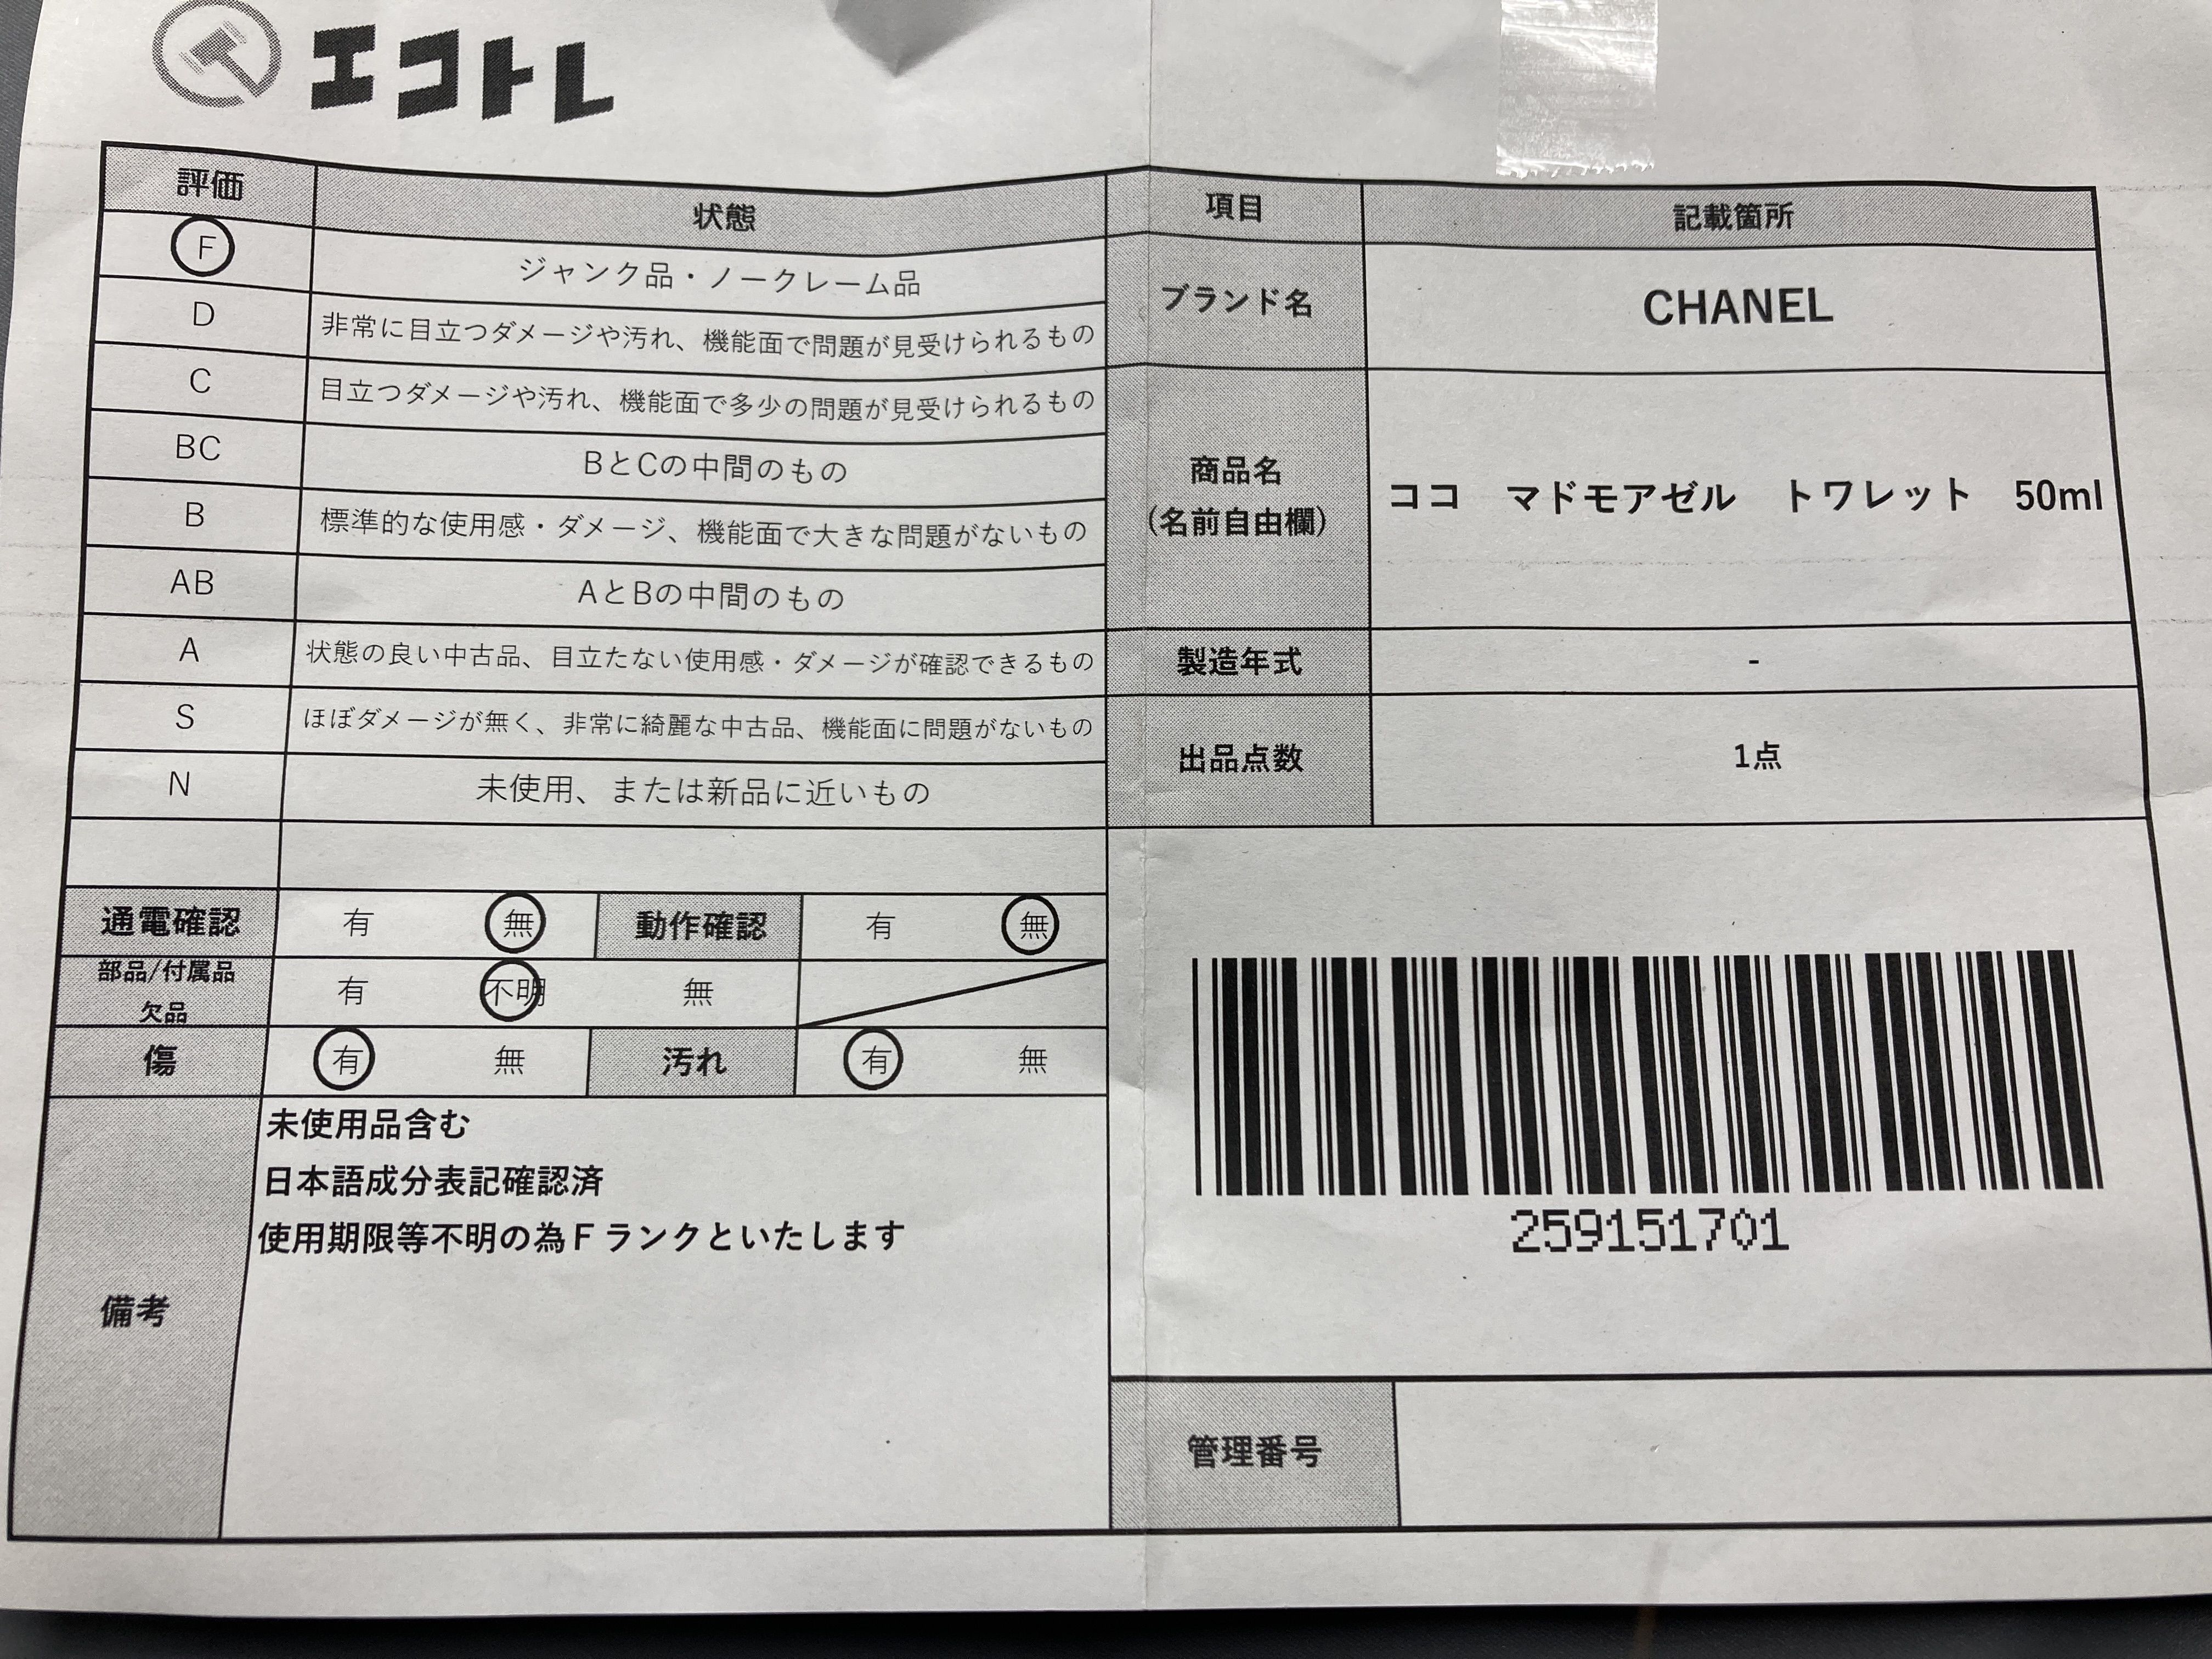 エコトレ
評価 状態
F ジャンク品・ノークレーム品
D 非常に目立つダメージや汚れ、機能面で問題が見受けられるもの
C 目立つダメージや汚れ、機能面で多少の問題が見受けられるもの
BC BとCの中間のもの
B 標準的な使用感・ダメージ、機能面で大きな問題がないもの
AB AとBの中間のもの
A 状態の良い中古品、目立たない使用感・ダメージが確認できるもの
S ほぼダメージが無く、非常に綺麗な中古品、機能面に問題がないもの
N 未使用、または新品に近いもの
通電確認 有 無 動作確認 有 無
部品/付属品
欠品 有 不明 無
傷 有 無 汚れ 有 無
備考
未使用品含む
日本語成分表記確認済
使用期限等不明の為Fランクといたします
項目 記載箇所
ブランド名 CHANEL
商品名
(名前自由欄)
ココ マドモアゼル トワレット 50ml
製造年式 -
出品点数 1点
259151701
管理番号